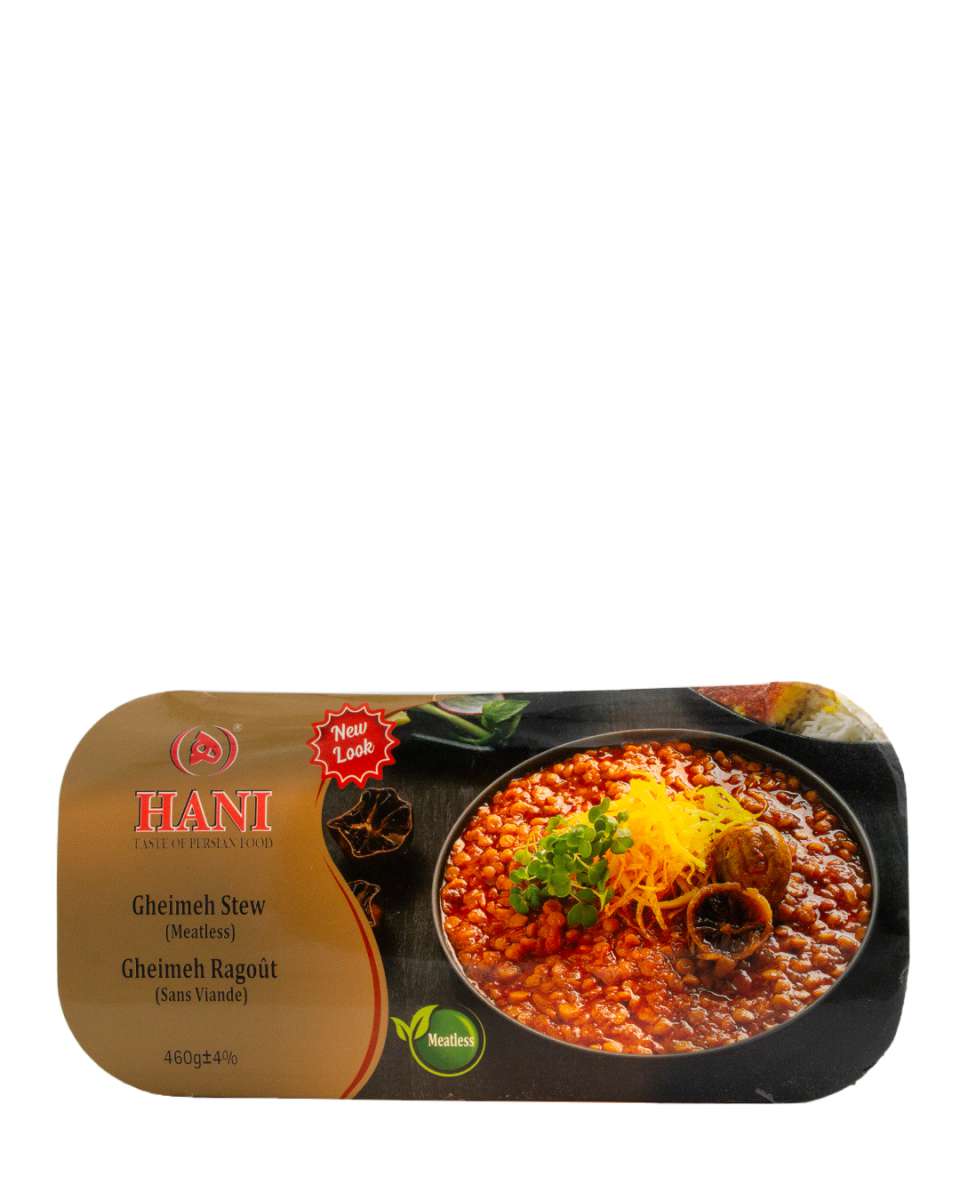 ®
HANI
TASTE OF PERSIAN FOOD
New
Look
Gheimeh Stew
(Meatless)
Gheimeh Ragoût
(Sans Viande)
460g±4%
Meatless